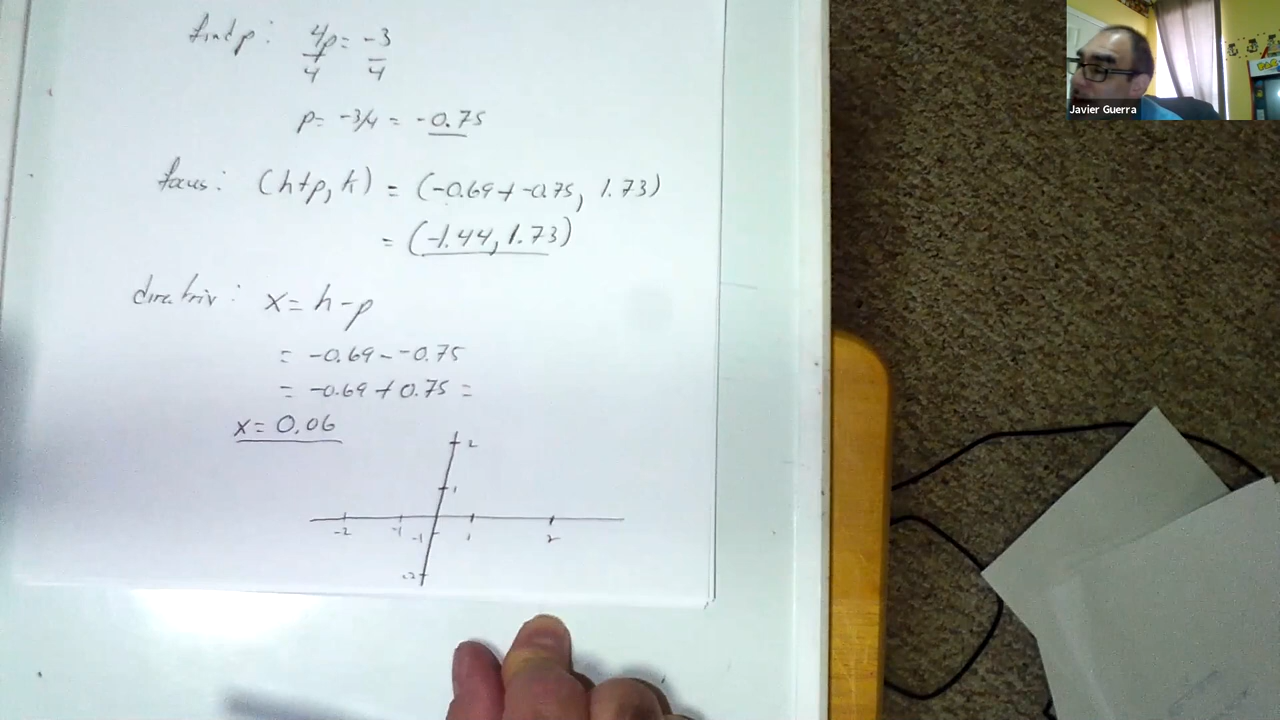 find p: 4p/4 = -3/4
p = -3/4 = -0.75
focus: (h+p, k) = (-0.69 + -0.75, 1.73)
= (-1.44, 1.73)
directrix: x = h - p
= -0.69 - -0.75
= -0.69 + 0.75 =
x = 0.06
2
1
-2 -1 -1 1 2
-2
Javier Guerra